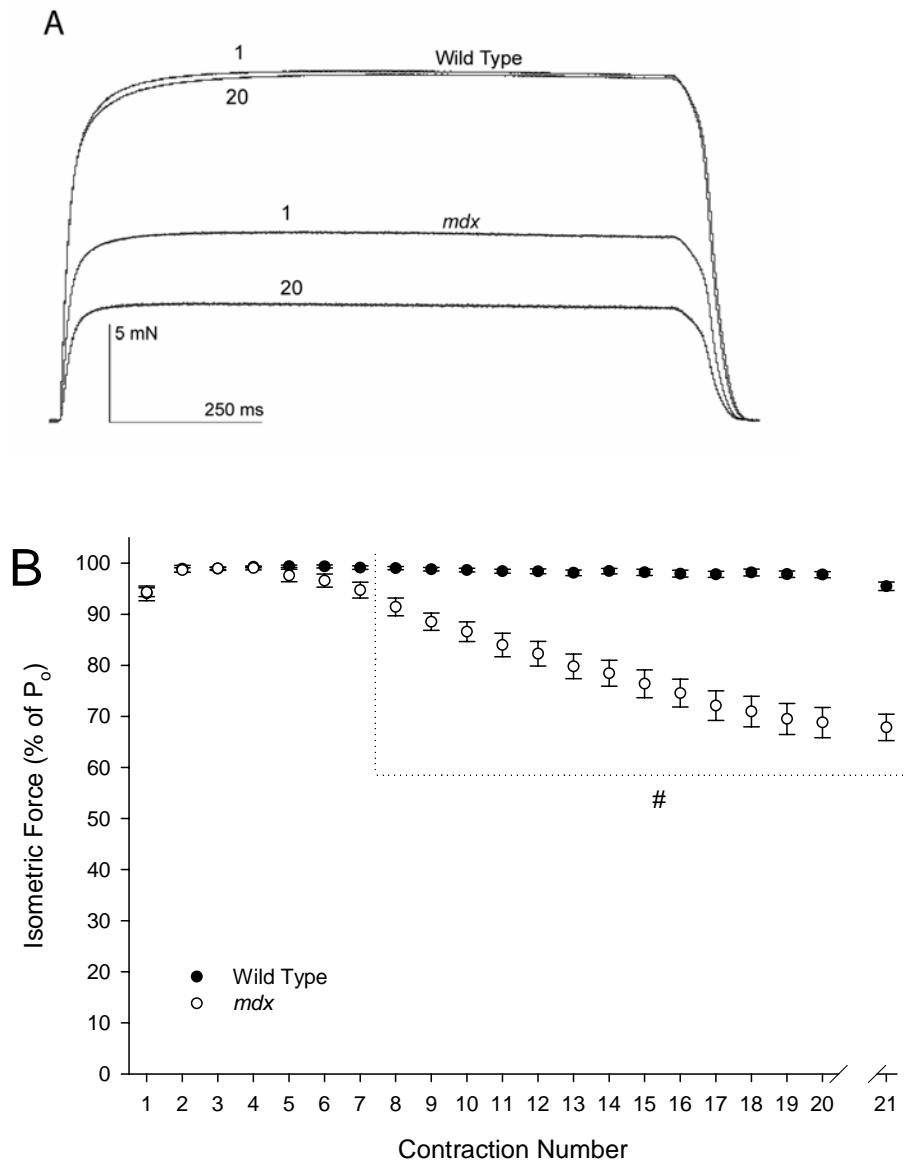 A
1
Wild Type
20
1
mdx
20
5 mN
250 ms
B
100
90
80
70
60
50
40
30
20
10
0
Isometric Force (% of Po)
#
Wild Type
mdx
1 2 3 4 5 6 7 8 9 10 11 12 13 14 15 16 17 18 19 20 21
Contraction Number